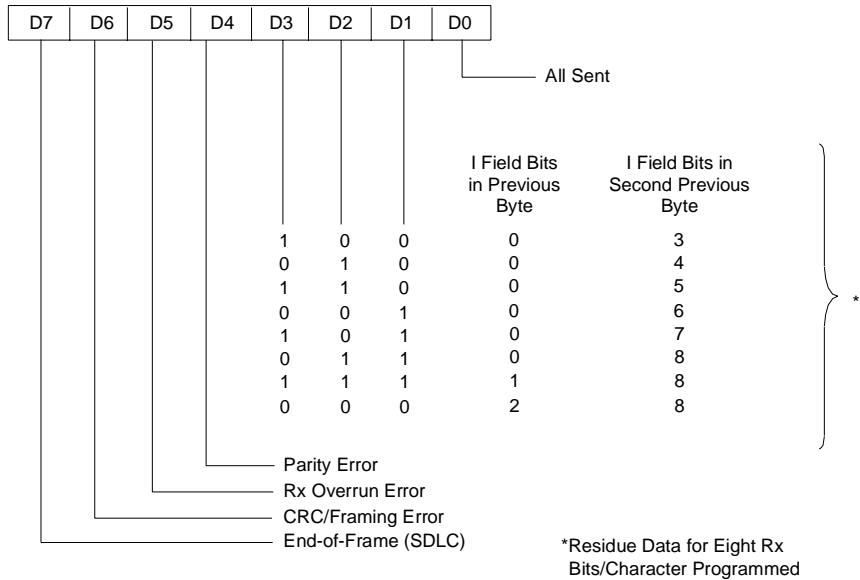 D7 D6 D5 D4 D3 D2 D1 D0
All Sent
I Field Bits
in Previous
Byte
I Field Bits in
Second Previous
Byte
1 0 0 0 3
0 1 0 0 4
1 1 0 0 5
0 0 1 0 6
1 0 1 0 7
0 1 1 0 8
1 1 1 1 8
0 0 0 2 8
*
Parity Error
Rx Overrun Error
CRC/Framing Error
End-of-Frame (SDLC)
*Residue Data for Eight Rx
Bits/Character Programmed